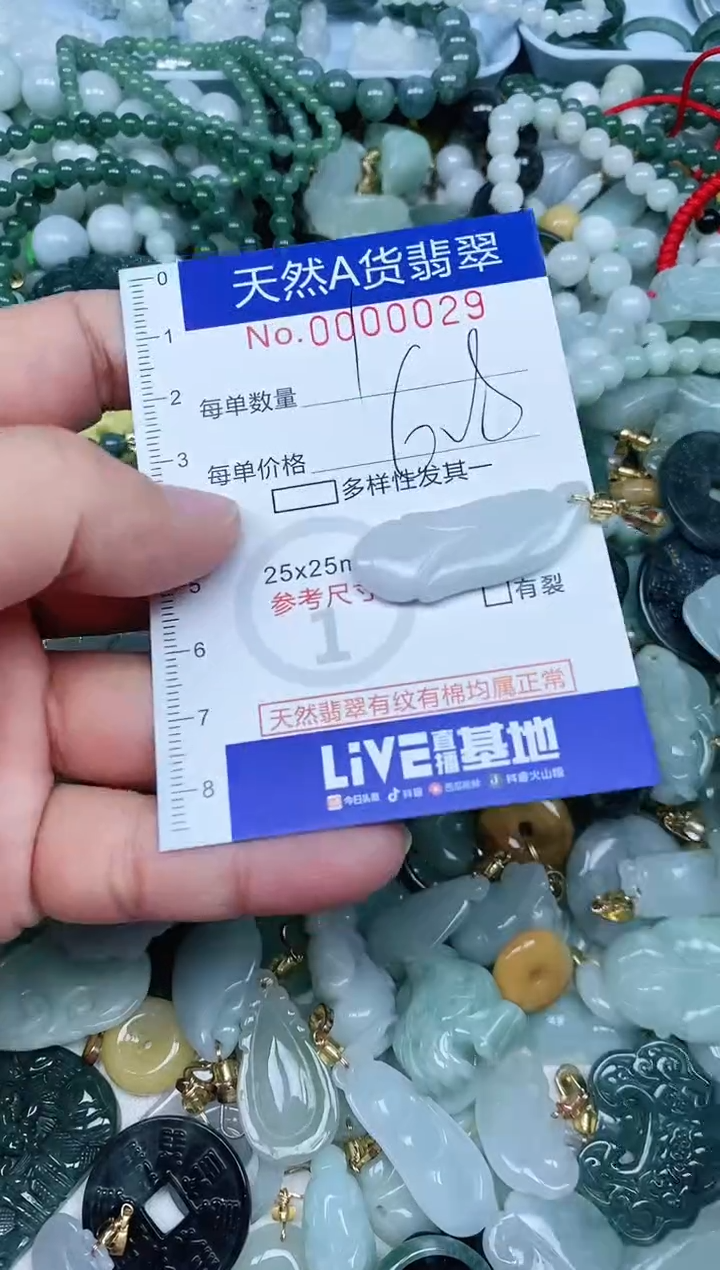 0
天然A货翡翠
No.0000029
1
2
每单数量 1
3
每单价格 68
多样性发其一
25x25m
参考尺寸
5
有裂
1
6
天然翡翠有纹有棉均属正常
7
LiVE直播基地
8
今日头条 抖音 西瓜视频 抖音火山版